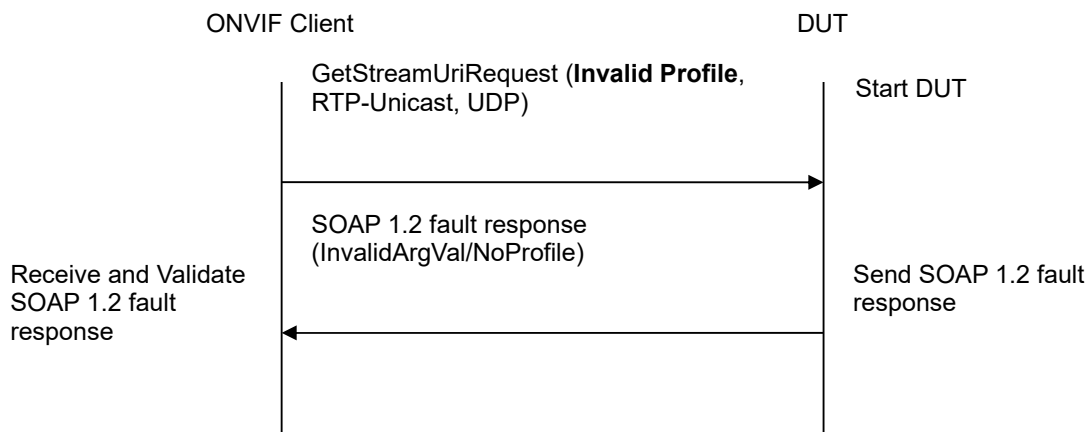 ONVIF Client
DUT
GetStreamUriRequest (Invalid Profile,
RTP-Unicast, UDP)
Start DUT
SOAP 1.2 fault response
(InvalidArgVal/NoProfile)
Receive and Validate
SOAP 1.2 fault
response
Send SOAP 1.2 fault
response